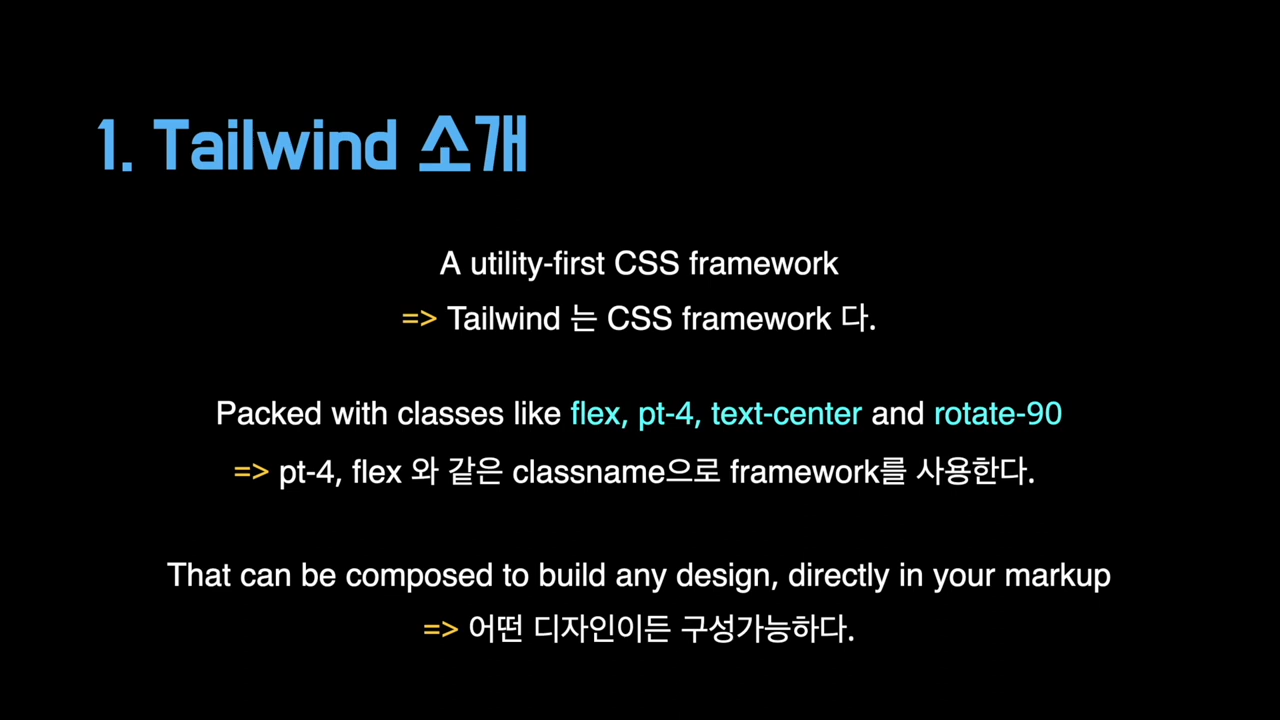 1. Tailwind 소개
A utility-first CSS framework
=> Tailwind 는 CSS framework 다.
Packed with classes like flex, pt-4, text-center and rotate-90
=> pt-4, flex 와 같은 classname으로 framework를 사용한다.
That can be composed to build any design, directly in your markup
=> 어떤 디자인이든 구성가능하다.